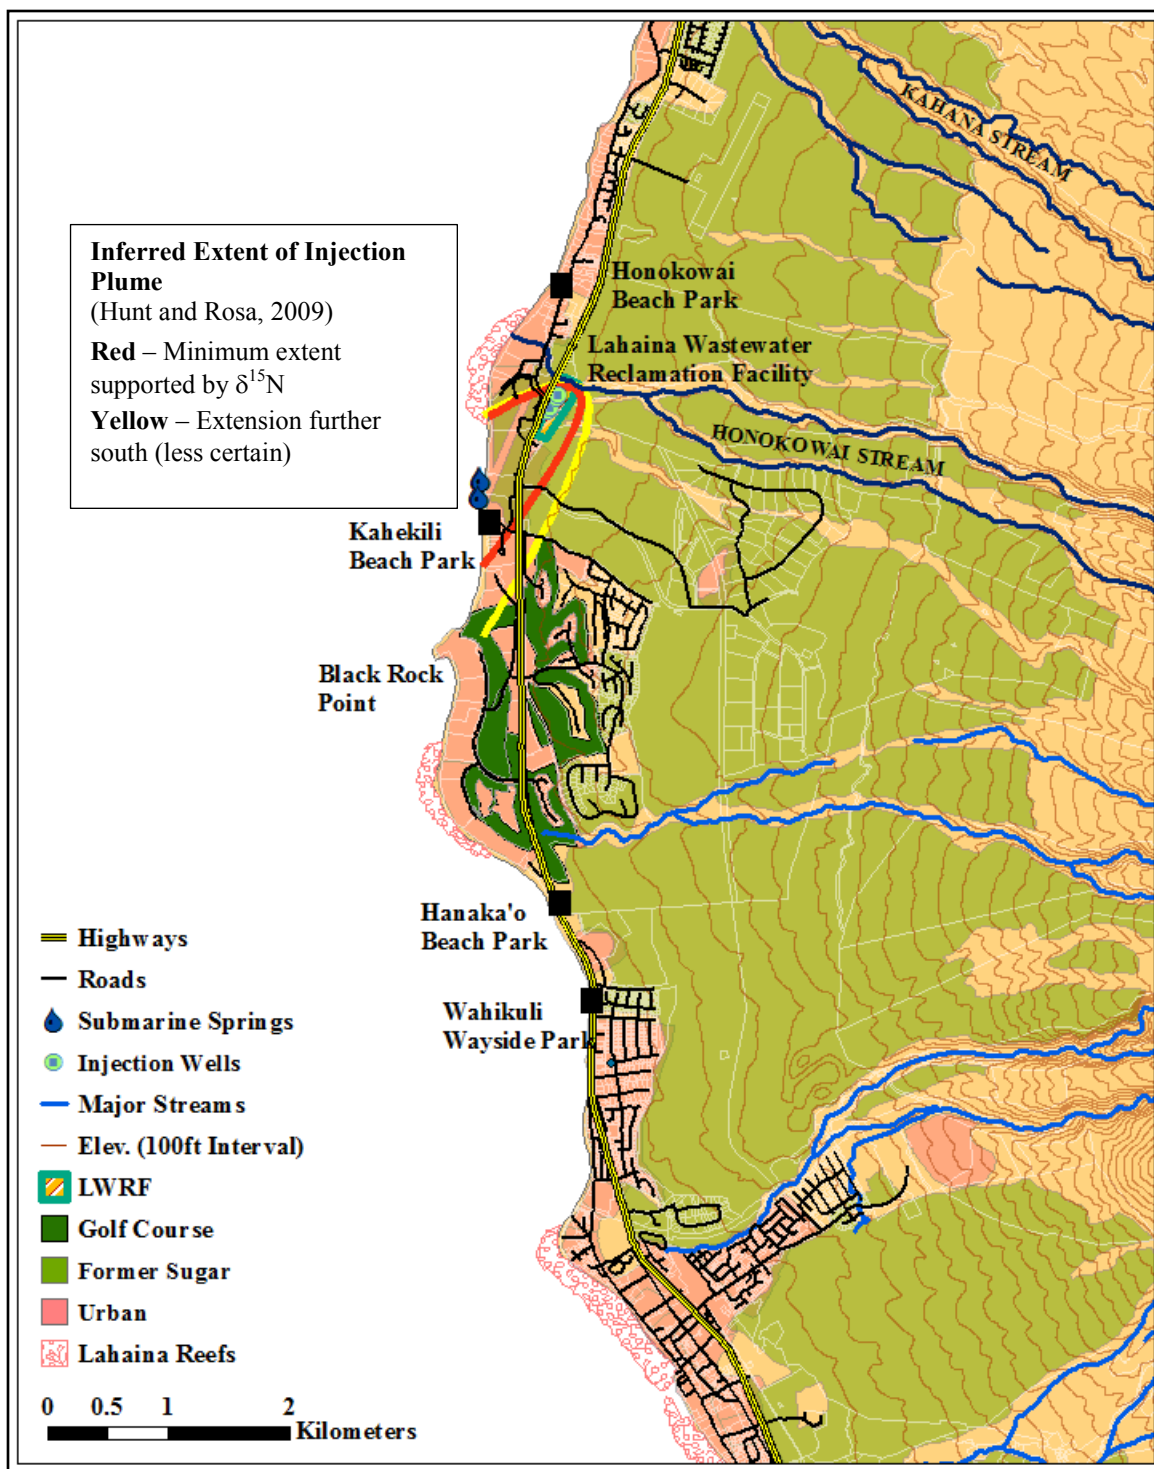 KAHANA STREAM
Inferred Extent of Injection
Plume
(Hunt and Rosa, 2009)
Red – Minimum extent
supported by δ¹⁵N
Yellow – Extension further
south (less certain)
Honokowai
Beach Park
Lahaina Wastewater
Reclamation Facility
HONOKOWAI STREAM
Kahekili
Beach Park
Black Rock
Point
Hanaka'o
Beach Park
Wahikuli
Wayside Park
Highways
Roads
Submarine Springs
Injection Wells
Major Streams
Elev. (100ft Interval)
LWRF
Golf Course
Former Sugar
Urban
Lahaina Reefs
0 0.5 1 2
Kilometers